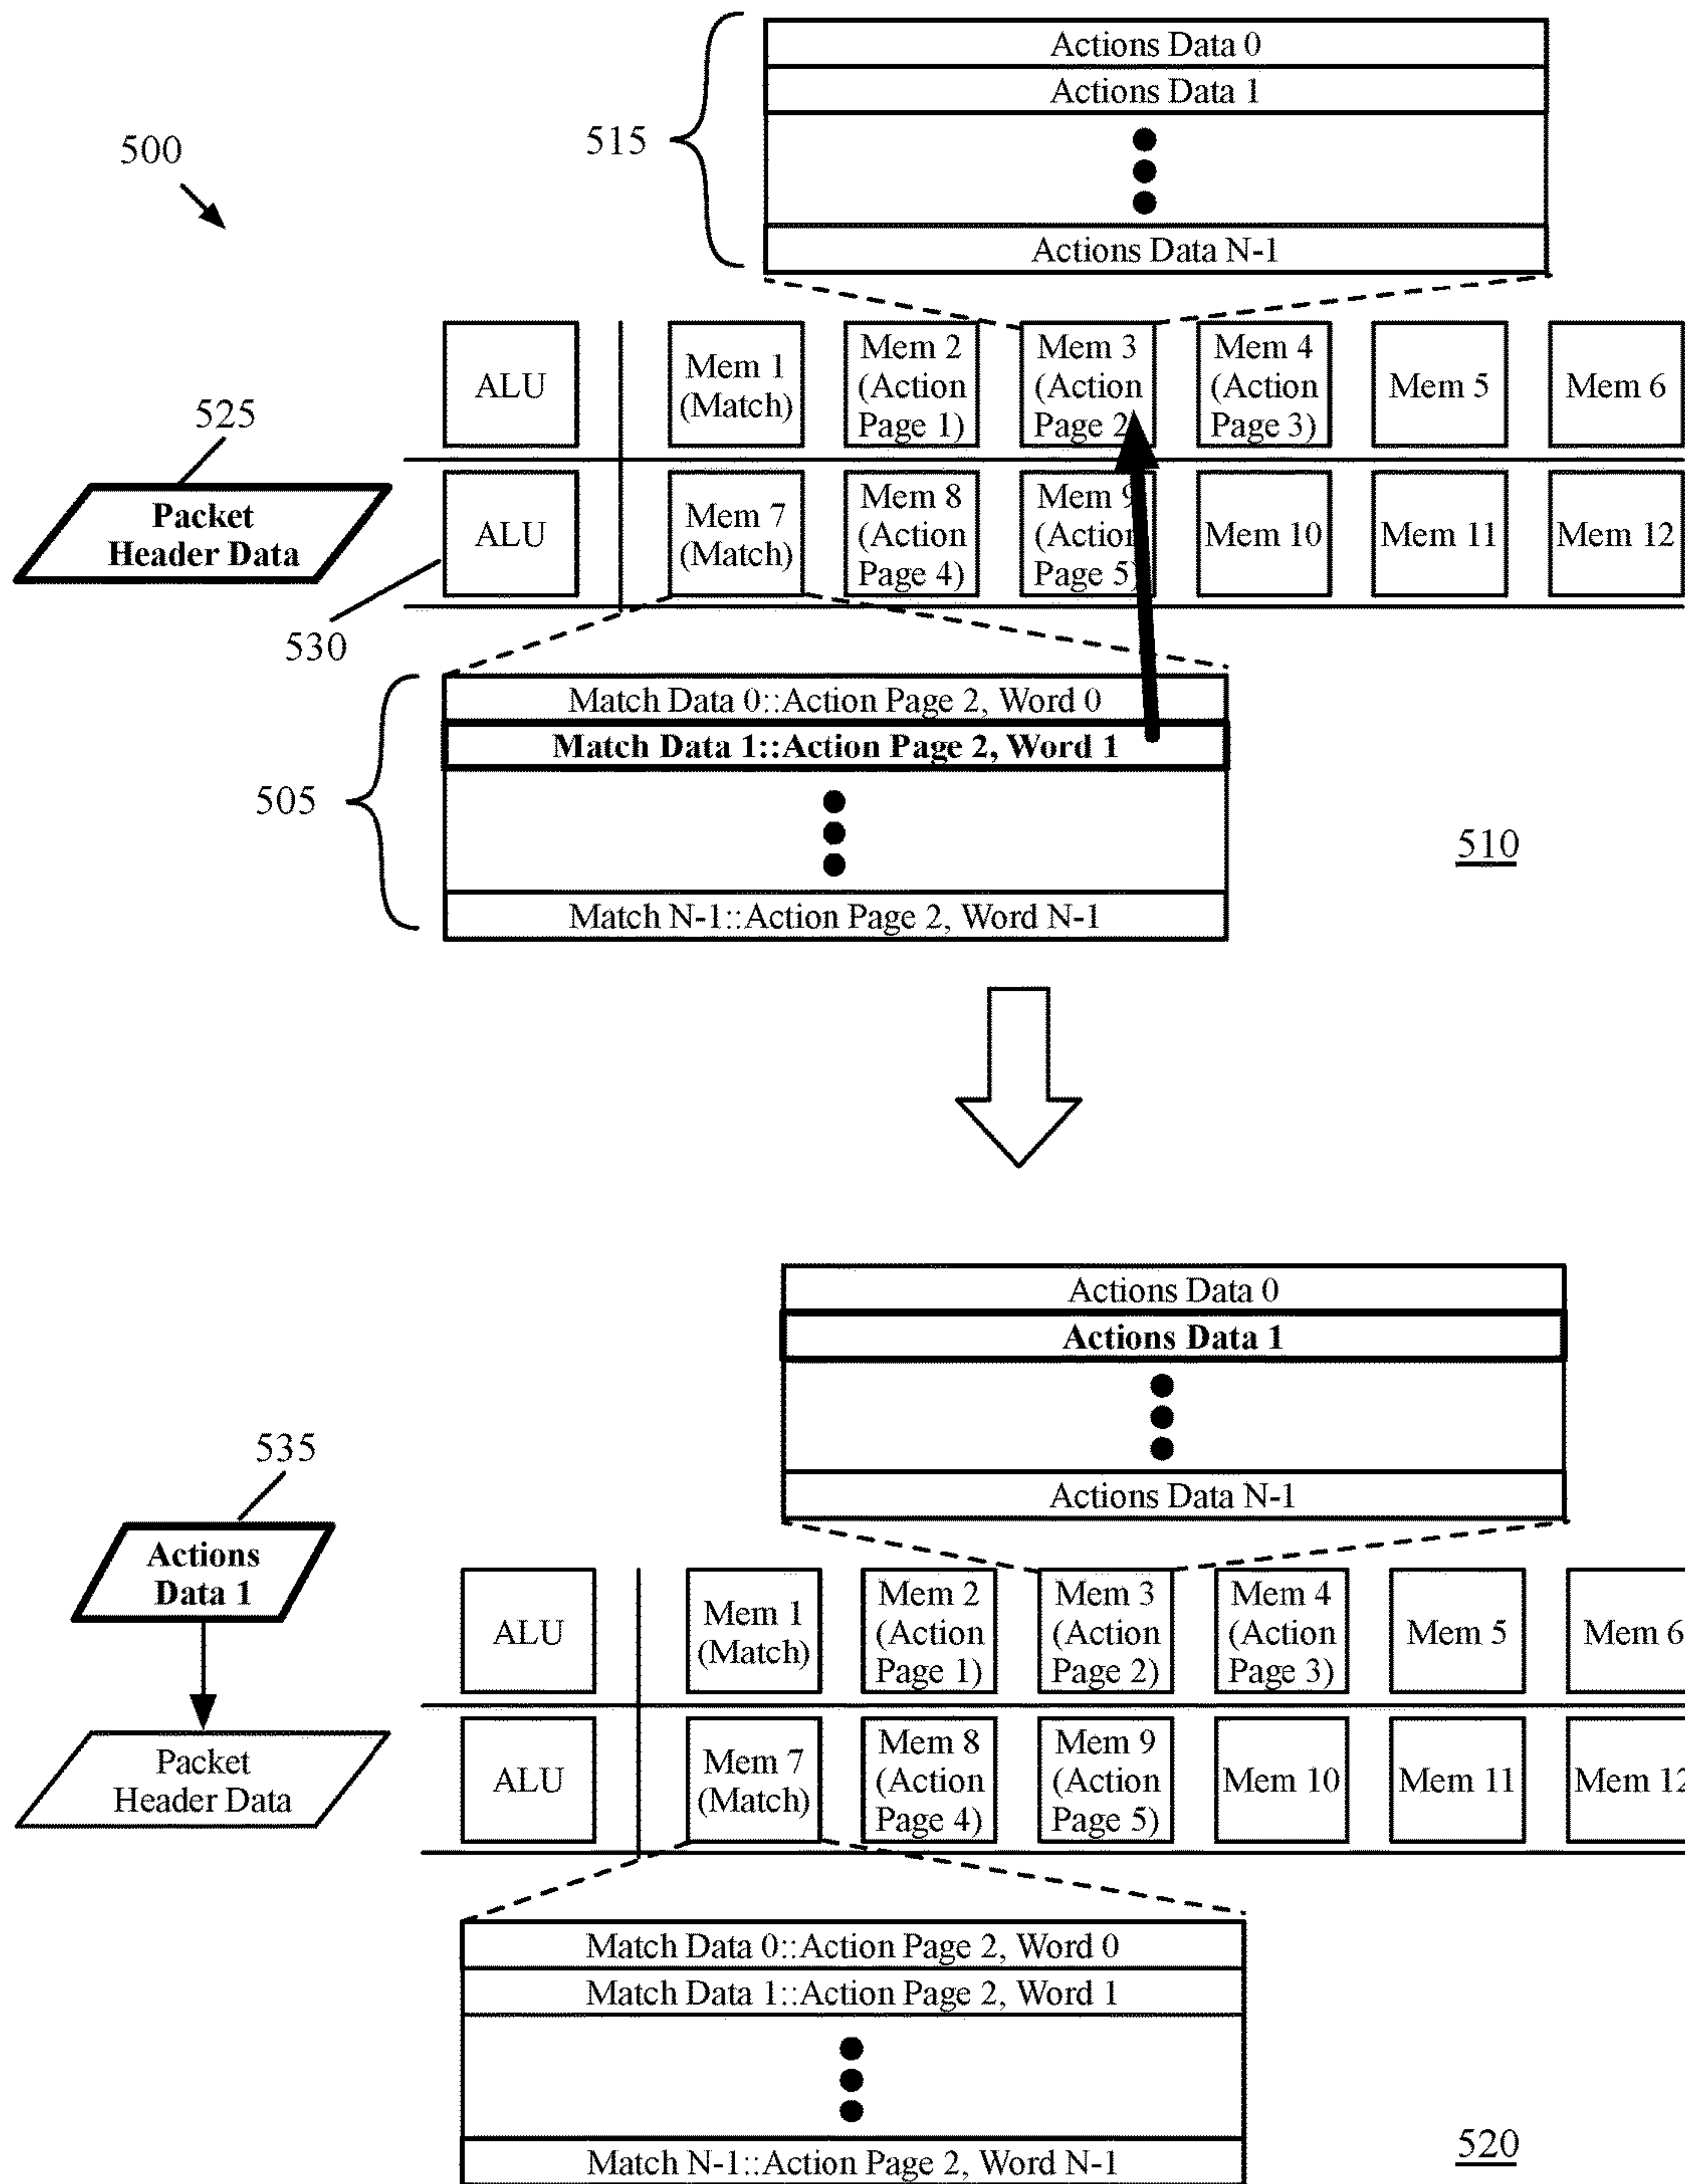 Actions Data 0
Actions Data 1
515
500
Actions Data N-1
ALU
Mem 1
(Match)
Mem 2
(Action
Page 1)
Mem 3
(Action
Page 2
Mem 4
(Action
Page 3)
Mem 5
Mem 6
525
Packet
Header Data
ALU
Mem 7
(Match)
Mem 8
(Action
Page 4)
Mem 9
(Action
Page 5)
Mem 10
Mem 11
Mem 12
530
Match Data 0::Action Page 2, Word 0
Match Data 1::Action Page 2, Word 1
505
510
Match N-1::Action Page 2, Word N-1
Actions Data 0
Actions Data 1
Actions Data N-1
535
Actions
Data 1
ALU
Mem 1
(Match)
Mem 2
(Action
Page 1)
Mem 3
(Action
Page 2)
Mem 4
(Action
Page 3)
Mem 5
Mem 6
Packet
Header Data
ALU
Mem 7
(Match)
Mem 8
(Action
Page 4)
Mem 9
(Action
Page 5)
Mem 10
Mem 11
Mem 12
Match Data 0::Action Page 2, Word 0
Match Data 1::Action Page 2, Word 1
520
Match N-1::Action Page 2, Word N-1